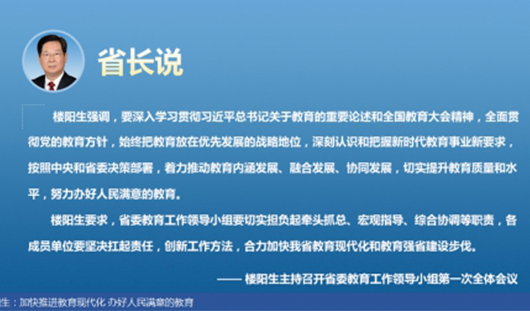 省长说
楼阳生强调，要深入学习贯彻习近平总书记关于教育的重要论述和全国教育大会精神，全面贯
彻党的教育方针，始终把教育放在优先发展的战略地位，深刻认识和把握新时代教育事业新要求，
按照中央和省委决策部署，着力推动教育内涵发展、融合发展、协同发展，切实提升教育质量和水
平，努力办好人民满意的教育。
楼阳生要求，省委教育工作领导小组要切实担负起牵头抓总、宏观指导、综合协调等职责，各
成员单位要坚决扛起责任，创新工作方法，合力加快我省教育现代化和教育强省建设步伐。
—— 楼阳生主持召开省委教育工作领导小组第一次全体会议
生：加快推进教育现代化 办好人民满意的教育